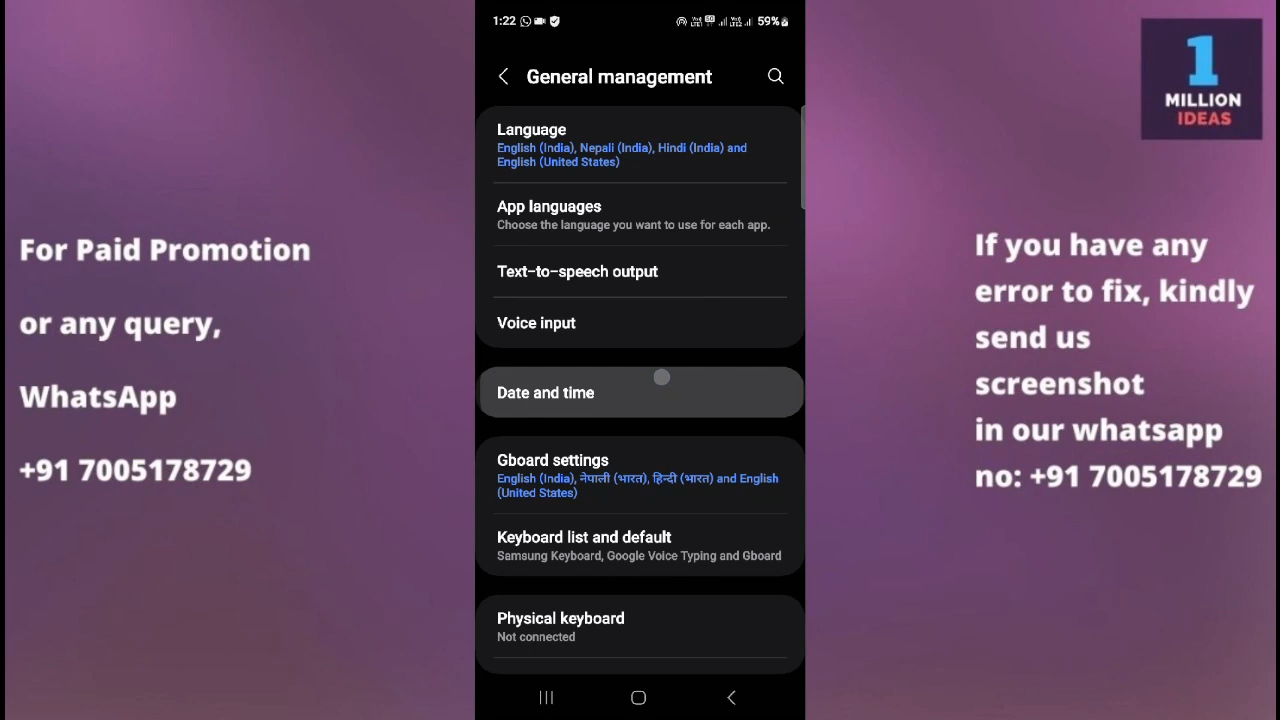 1:22
59%
General management
Language
English (India), Nepali (India), Hindi (India) and
English (United States)
App languages
Choose the language you want to use for each app.
Text-to-speech output
Voice input
Date and time
Gboard settings
English (India), नेपाली (भारत), हिन्दी (भारत) and English
(United States)
Keyboard list and default
Samsung Keyboard, Google Voice Typing and Gboard
Physical keyboard
Not connected
For Paid Promotion
or any query,
WhatsApp
+91 7005178729
1
MILLION
IDEAS
If you have any
error to fix, kindly
send us
screenshot
in our whatsapp
no: +91 7005178729